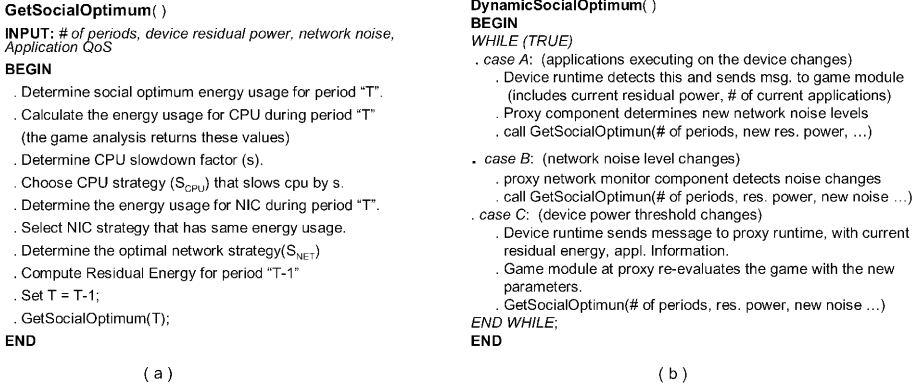 GetSocialOptimum( )
INPUT: # of periods, device residual power, network noise,
Application QoS
BEGIN
. Determine social optimum energy usage for period “T”.
. Calculate the energy usage for CPU during period “T”
(the game analysis returns these values)
. Determine CPU slowdown factor (s).
. Choose CPU strategy (SCPU) that slows cpu by s.
. Determine the energy usage for NIC during period “T”.
. Select NIC strategy that has same energy usage.
. Determine the optimal network strategy(SNET)
. Compute Residual Energy for period “T-1”
. Set T = T-1;
. GetSocialOptimum(T);
END
( a )
DynamicSocialOptimum( )
BEGIN
WHILE (TRUE)
. case A: (applications executing on the device changes)
. Device runtime detects this and sends msg. to game module
(includes current residual power, # of current applications)
. Proxy component determines new network noise levels
. call GetSocialOptimun(# of periods, new res. power, …)
. case B: (network noise level changes)
. proxy network monitor component detects noise changes
. call GetSocialOptimun(# of periods, res. power, new noise …)
. case C: (device power threshold changes)
. Device runtime sends message to proxy runtime, with current
residual energy, appl. Information.
. Game module at proxy re-evaluates the game with the new
parameters.
. GetSocialOptimun(# of periods, res. power, new noise …)
END WHILE;
END
( b )